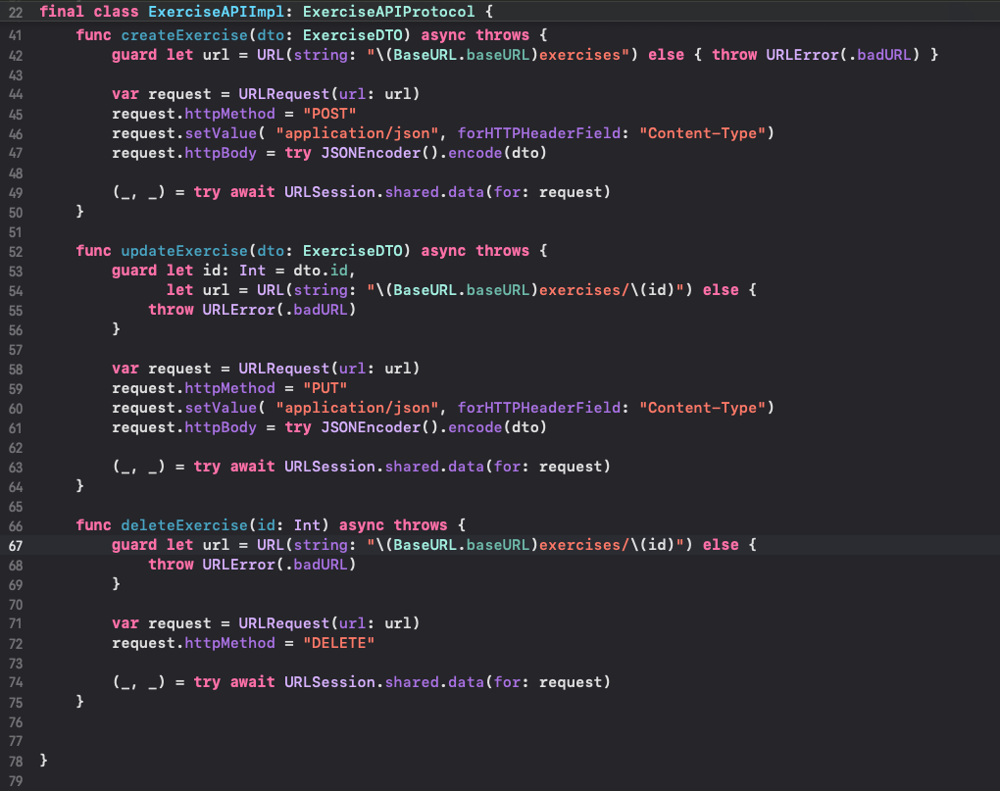 22 final class ExerciseAPIImpl: ExerciseAPIProtocol {
41     func createExercise(dto: ExerciseDTO) async throws {
42         guard let url = URL(string: "\(BaseURL.baseURL)exercises") else { throw URLError(.badURL) }
43
44         var request = URLRequest(url: url)
45         request.httpMethod = "POST"
46         request.setValue( "application/json", forHTTPHeaderField: "Content-Type")
47         request.httpBody = try JSONEncoder().encode(dto)
48
49         (_, _) = try await URLSession.shared.data(for: request)
50     }
51
52     func updateExercise(dto: ExerciseDTO) async throws {
53         guard let id: Int = dto.id,
54               let url = URL(string: "\(BaseURL.baseURL)exercises/\(id)") else {
55             throw URLError(.badURL)
56         }
57
58         var request = URLRequest(url: url)
59         request.httpMethod = "PUT"
60         request.setValue( "application/json", forHTTPHeaderField: "Content-Type")
61         request.httpBody = try JSONEncoder().encode(dto)
62
63         (_, _) = try await URLSession.shared.data(for: request)
64     }
65
66     func deleteExercise(id: Int) async throws {
67         guard let url = URL(string: "\(BaseURL.baseURL)exercises/\(id)") else {
68             throw URLError(.badURL)
69         }
70
71         var request = URLRequest(url: url)
72         request.httpMethod = "DELETE"
73
74         (_, _) = try await URLSession.shared.data(for: request)
75     }
76
77
78 }
79